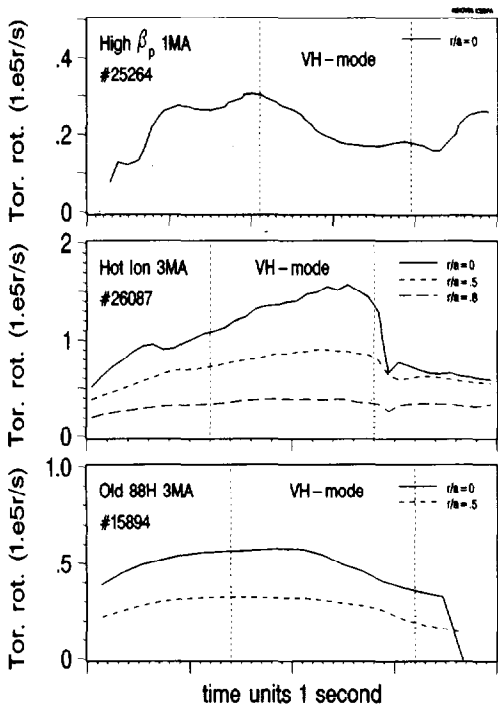 High βp 1MA
#25264
VH-mode
r/a=0
Tor. rot. (1.e5r/s)
.4
.2
0
Hot Ion 3MA
#26087
VH-mode
r/a=0
r/a=.5
r/a=.8
Tor. rot. (1.e5r/s)
2
1
0
Old 88H 3MA
#15894
VH-mode
r/a=0
r/a=.5
Tor. rot. (1.e5r/s)
1.0
.5
0
time units 1 second